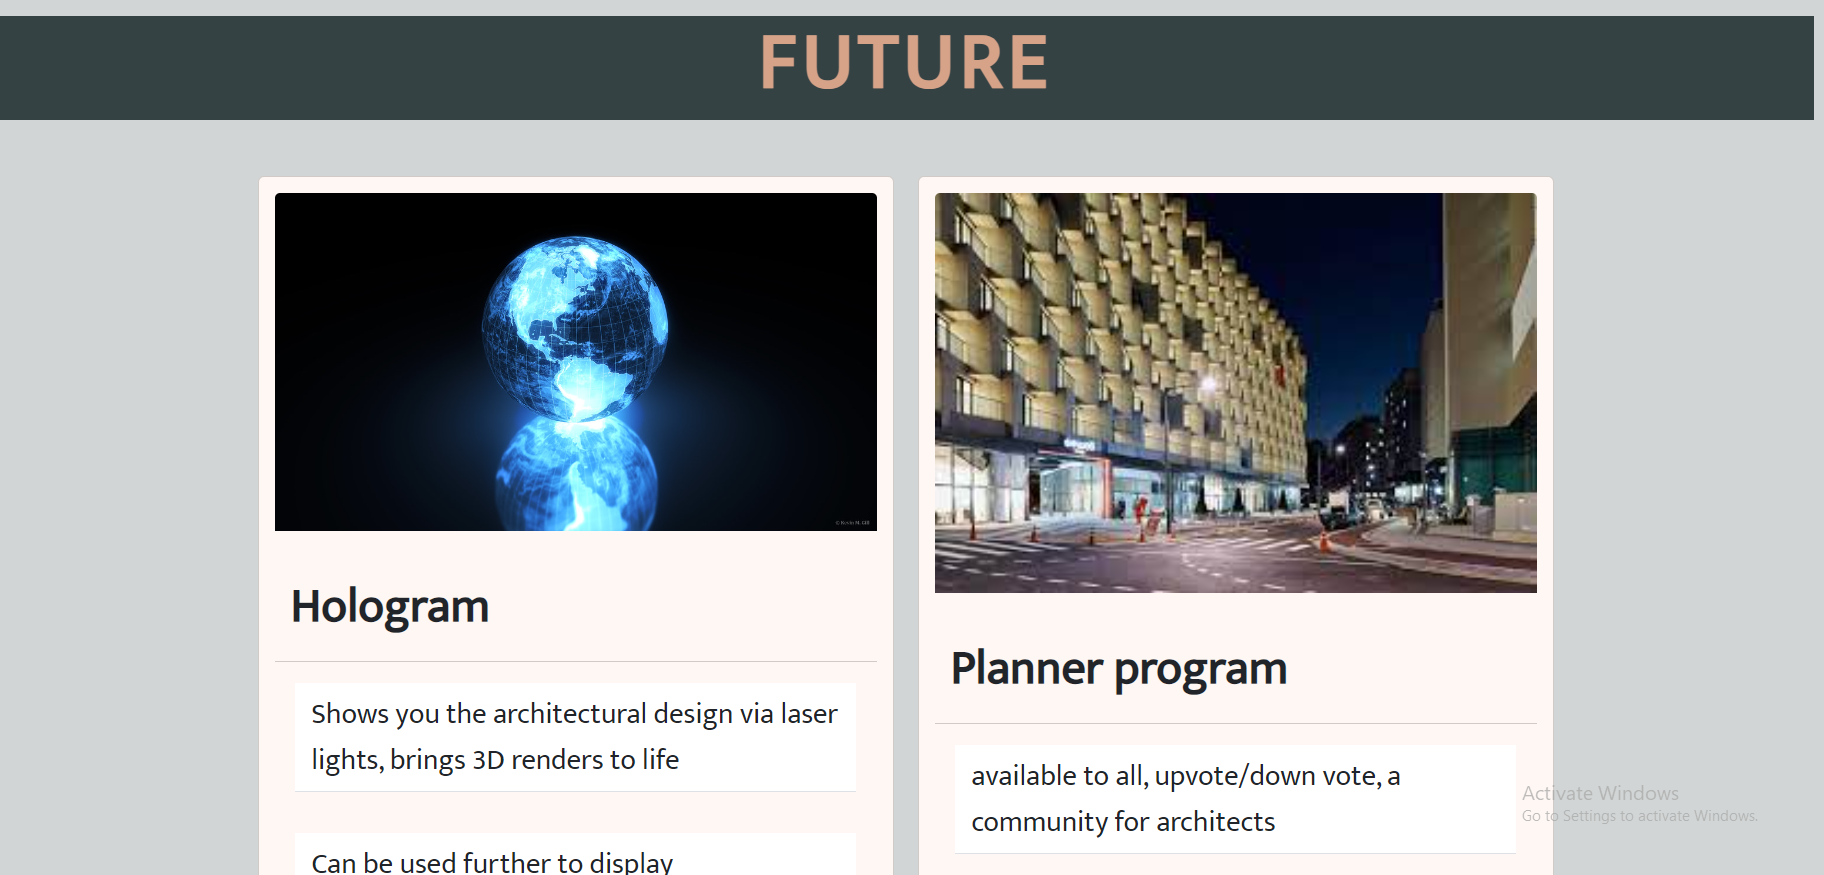 FUTURE
© Kevin M. Gill
Hologram
Shows you the architectural design via laser
lights, brings 3D renders to life
Can be used further to display
Planner program
available to all, upvote/down vote, a
community for architects
Activate Windows
Go to Settings to activate Windows.